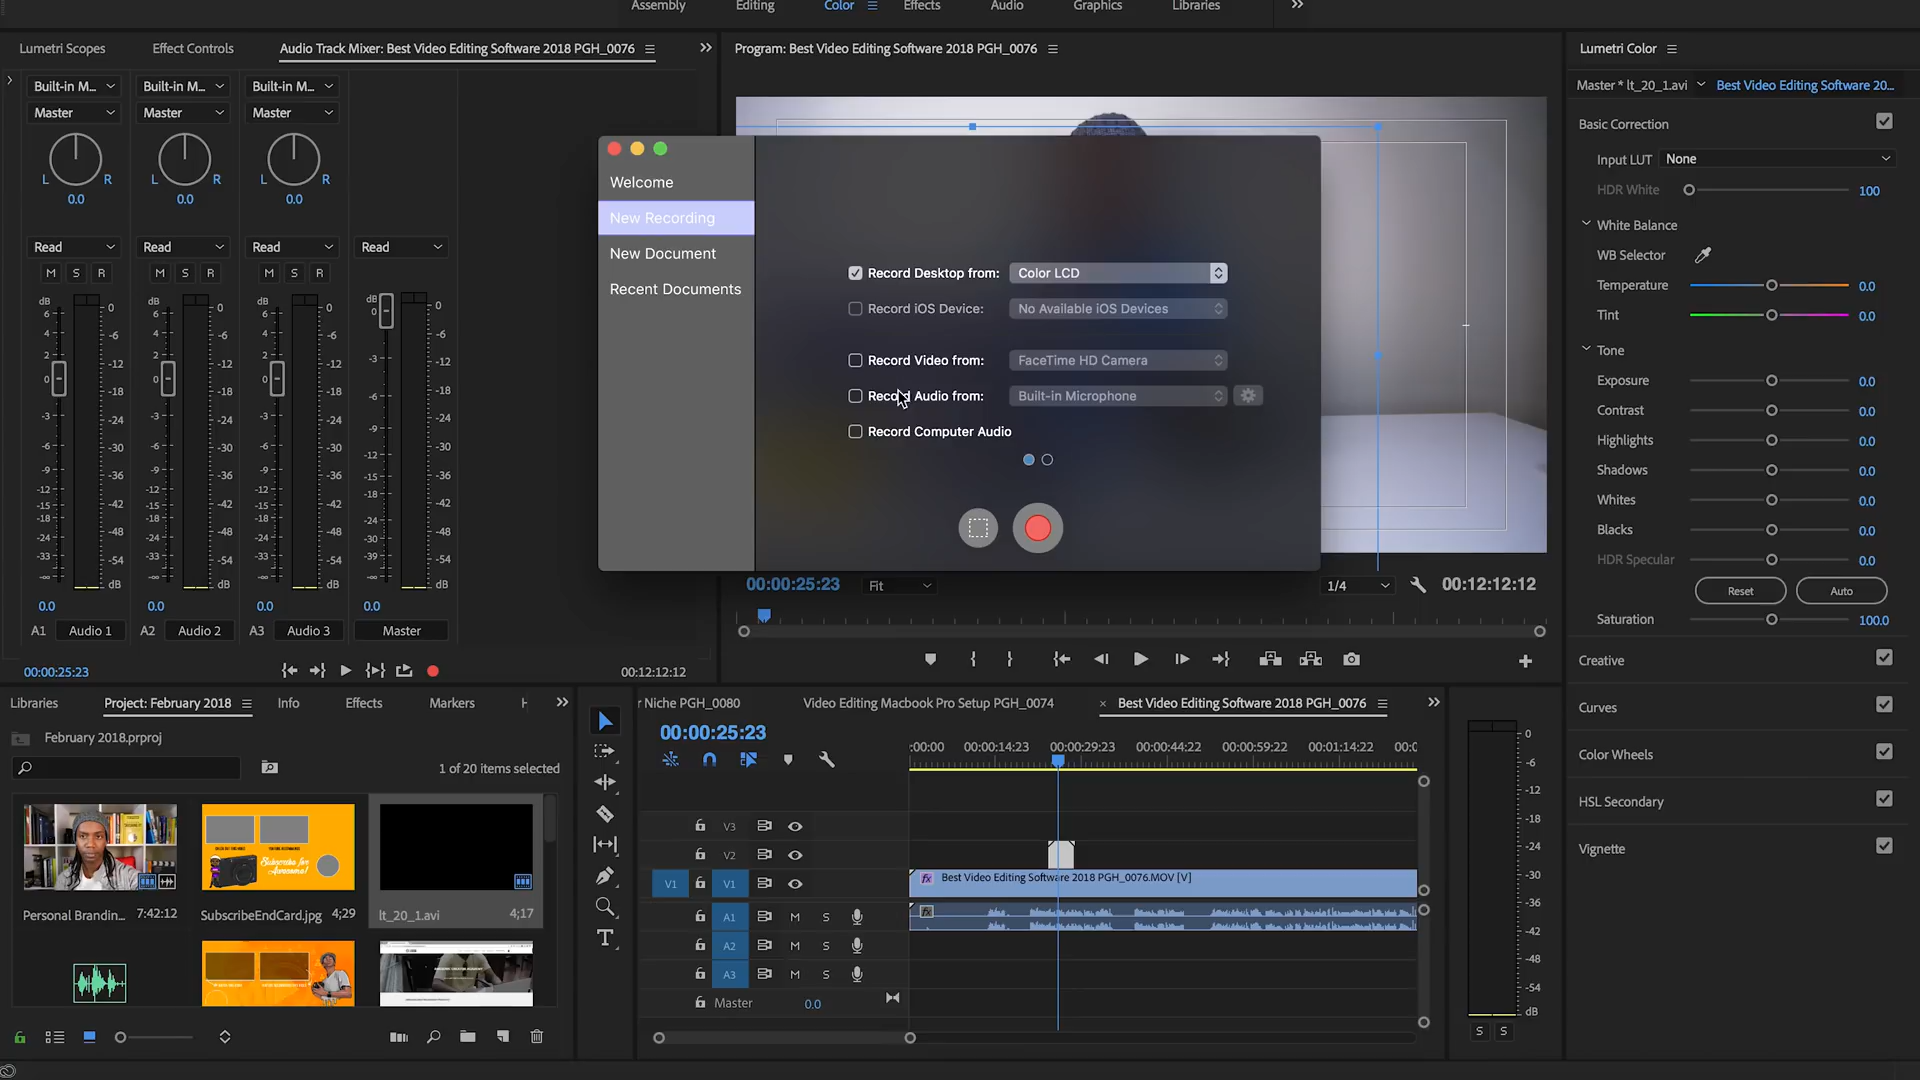 Assembly
Editing
Color
Effects
Audio
Graphics
Libraries
Lumetri Scopes
Effect Controls
Audio Track Mixer: Best Video Editing Software 2018 PGH_0076
Program: Best Video Editing Software 2018 PGH_0076
Lumetri Color
Built-in M...
Built-in M...
Built-in M...
Master
Master
Master
L R
L R
L R
0.0
0.0
0.0
Read
Read
Read
Read
M S R
M S R
M S R
dB
6
4
2
0
-3
-6
-9
-12
-15
-18
-24
-33
-∞
0
-6
-12
-18
-24
-30
-36
-42
-48
-54
dB
dB
6
4
2
0
-3
-6
-9
-12
-15
-18
-24
-33
-∞
0
-6
-12
-18
-24
-30
-36
-42
-48
-54
dB
dB
6
4
2
0
-3
-6
-9
-12
-15
-18
-24
-33
-∞
0
-6
-12
-18
-24
-30
-36
-42
-48
-54
dB
dB
0
-3
-6
-9
-12
-15
-18
-24
-30
-39
-∞
0
-6
-12
-18
-24
-30
-36
-42
-48
-54
dB
0.0
0.0
0.0
0.0
A1 Audio 1
A2 Audio 2
A3 Audio 3
Master
00:00:25:23
00:12:12:12
Welcome
New Recording
New Document
Recent Documents
Record Desktop from: Color LCD
Record iOS Device: No Available iOS Devices
Record Video from: FaceTime HD Camera
Record Audio from: Built-in Microphone
Record Computer Audio
00:00:25:23
Fit
1/4
00:12:12:12
Master * lt_20_1.avi
Best Video Editing Software 20...
Basic Correction
Input LUT None
HDR White 100
White Balance
WB Selector
Temperature 0.0
Tint 0.0
Tone
Exposure 0.0
Contrast 0.0
Highlights 0.0
Shadows 0.0
Whites 0.0
Blacks 0.0
HDR Specular 0.0
Reset
Auto
Saturation 100.0
Creative
Curves
Color Wheels
HSL Secondary
Vignette
Libraries
Project: February 2018
Info
Effects
Markers
February 2018.prproj
1 of 20 items selected
Personal Brandin... 7:42:12
SubscribeEndCard.jpg 4;29
lt_20_1.avi 4;17
Subscribe for
Awesome!
r Niche PGH_0080
Video Editing Macbook Pro Setup PGH_0074
× Best Video Editing Software 2018 PGH_0076
00:00:25:23
:00:00
00:00:14:23
00:00:29:23
00:00:44:22
00:00:59:22
00:01:14:22
00:0
V3
V2
V1 V1
Best Video Editing Software 2018 PGH_0076.MOV [V]
fx
fx
A1 M S
A2 M S
A3 M S
Master 0.0
T
0
-6
-12
-18
-24
-30
-36
-42
-48
-54
dB
S S